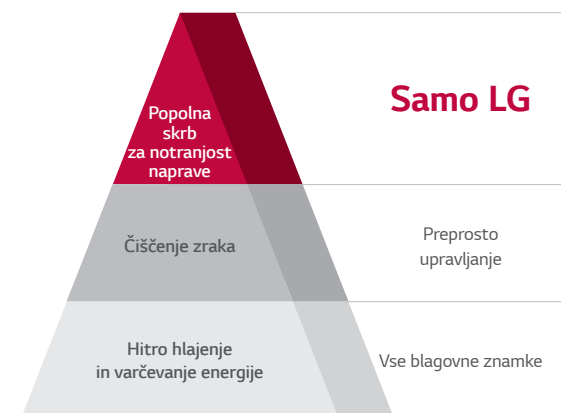 Popolna
skrb
za notranjost
naprave
Samo LG
Čiščenje zraka
Preprosto
upravljanje
Hitro hlajenje
in varčevanje energije
Vse blagovne znamke